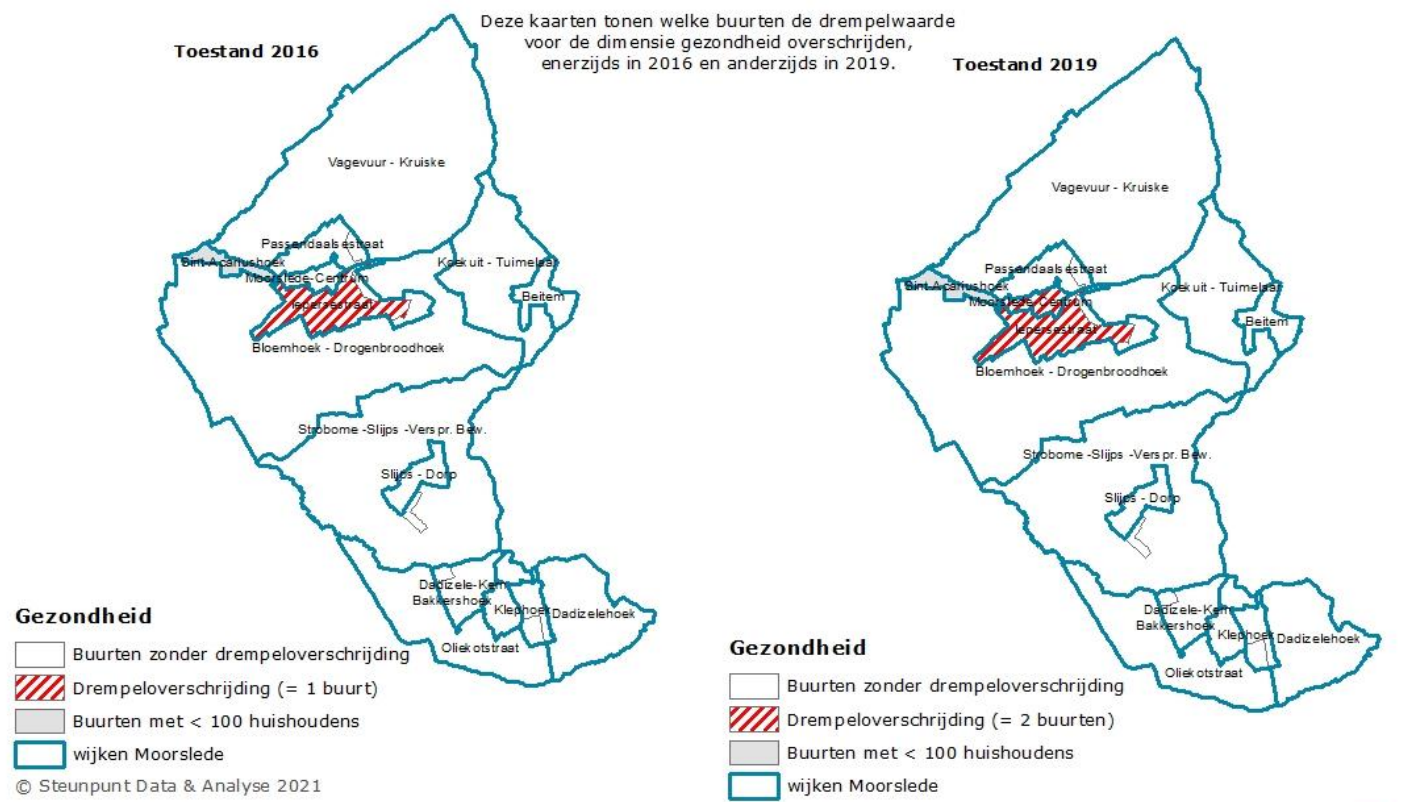 Deze kaarten tonen welke buurten de drempelwaarde
voor de dimensie gezondheid overschrijden,
enerzijds in 2016 en anderzijds in 2019.
Toestand 2016
Vagevuur - Kruiske
Passendaalsestraat
Sint-Acariushoek
Koekuit - Tuimelaar
Moorslede-Centrum
Beitem
Iepersestraat
Bloemhoek - Drogenbroodhoek
Strobome -Slijps -Verspr. Bew.
Slijps - Dorp
Dadizele-Kern
Bakkershoek
Klephoek
Dadizelehoek
Oliekotstraat
Gezondheid
Buurten zonder drempeloverschrijding
Drempeloverschrijding (= 1 buurt)
Buurten met < 100 huishoudens
wijken Moorslede
© Steunpunt Data & Analyse 2021
Toestand 2019
Vagevuur - Kruiske
Passendaalsestraat
Sint-Acariushoek
Koekuit - Tuimelaar
Moorslede-Centrum
Beitem
Iepersestraat
Bloemhoek - Drogenbroodhoek
Strobome -Slijps -Verspr. Bew.
Slijps - Dorp
Dadizele-Kern
Bakkershoek
Klephoek
Dadizelehoek
Oliekotstraat
Gezondheid
Buurten zonder drempeloverschrijding
Drempeloverschrijding (= 2 buurten)
Buurten met < 100 huishoudens
wijken Moorslede